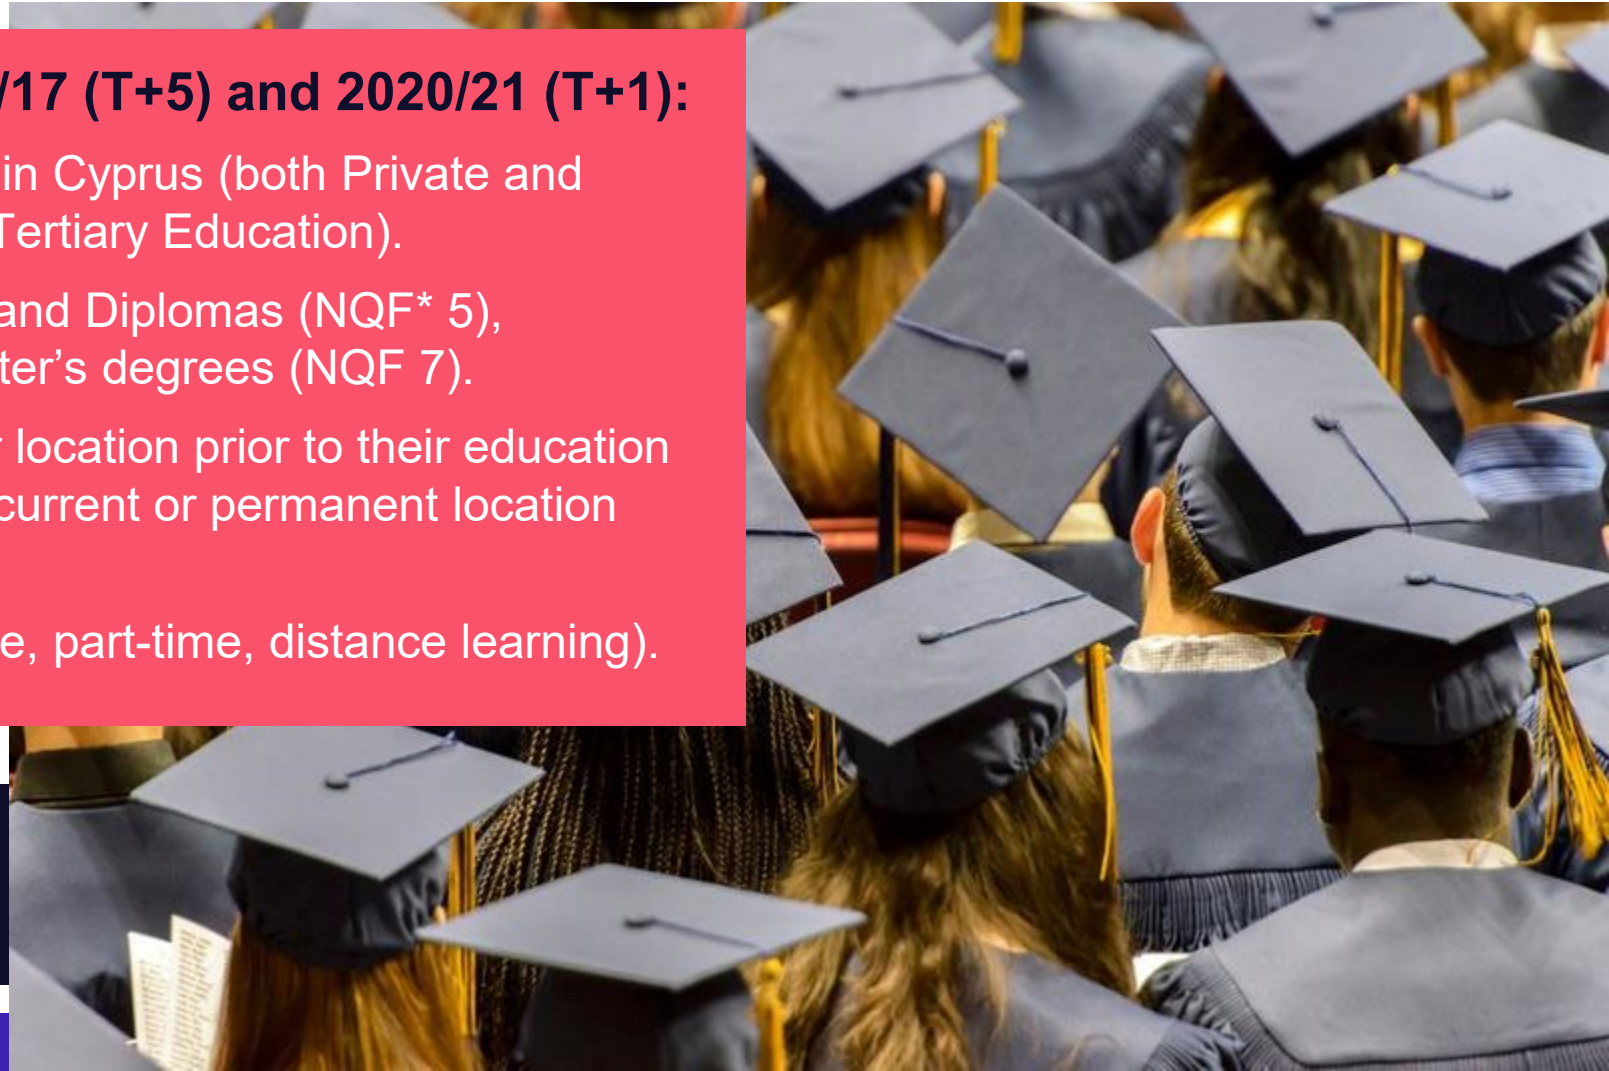 /17 (T+5) and 2020/21 (T+1):
in Cyprus (both Private and
Tertiary Education).
and Diplomas (NQF* 5),
ter’s degrees (NQF 7).
location prior to their education
current or permanent location
e, part-time, distance learning).